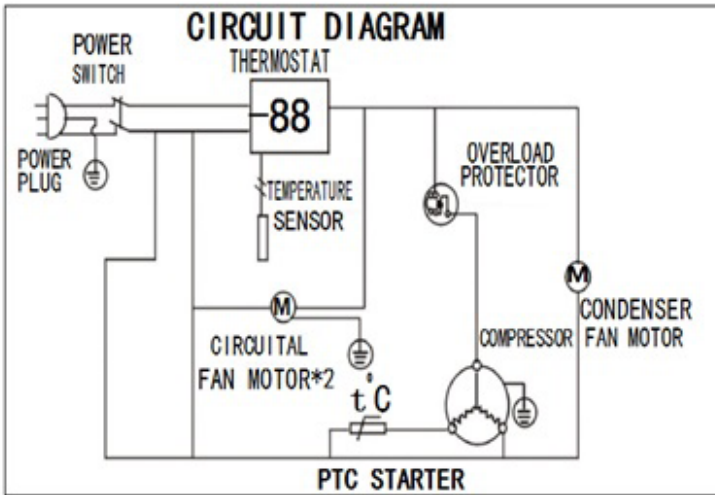 CIRCUIT DIAGRAM
POWER
SWITCH
THERMOSTAT
-88
POWER
PLUG
TEMPERATURE
SENSOR
OVERLOAD
PROTECTOR
M
M
CIRCUITAL
FAN MOTOR*2
COMPRESSOR
CONDENSER
FAN MOTOR
t°C
PTC STARTER